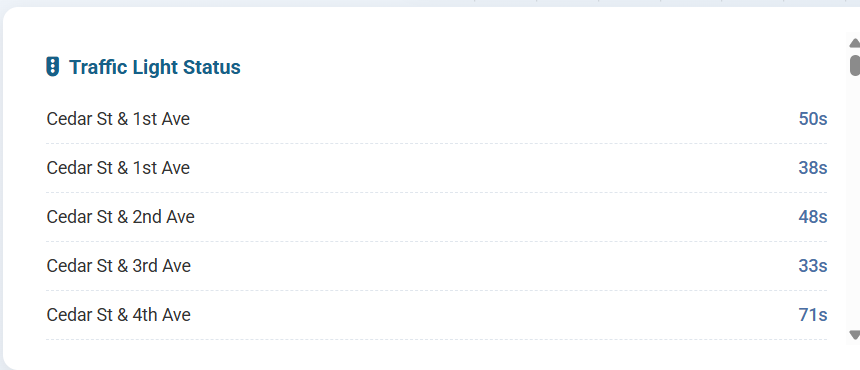 Traffic Light Status
Cedar St & 1st Ave 50s
Cedar St & 1st Ave 38s
Cedar St & 2nd Ave 48s
Cedar St & 3rd Ave 33s
Cedar St & 4th Ave 71s